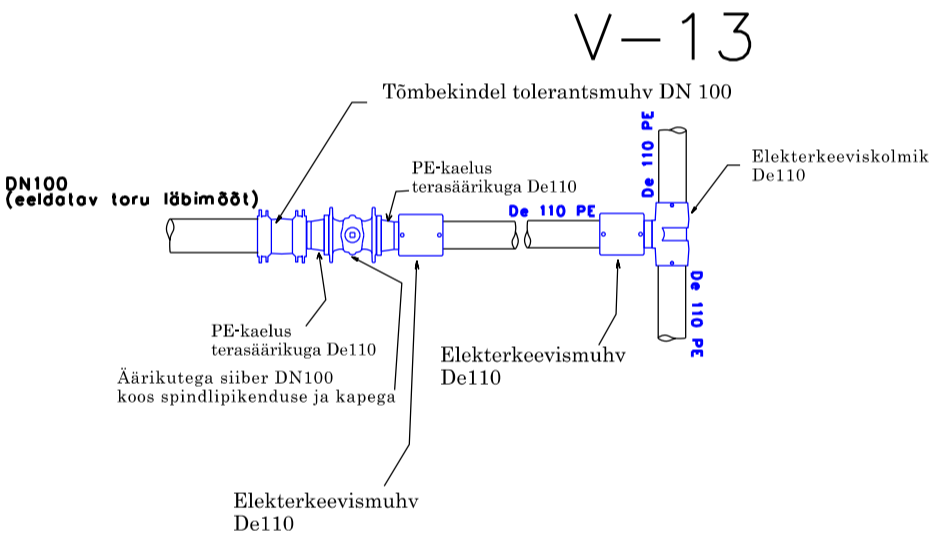 V-13
Tõmbekindel tolerantsmuhv DN 100
De 110 PE
Elekterkeeviskolmik
De110
PE-kaelus
terasäärikuga De110
DN100
(eeldatav toru läbimõõt)
De 110 PE
De 110 PE
PE-kaelus
terasäärikuga De110
Elekterkeevismuhv
De110
Äärikutega siiber DN100
koos spindlipikenduse ja kapega
Elekterkeevismuhv
De110